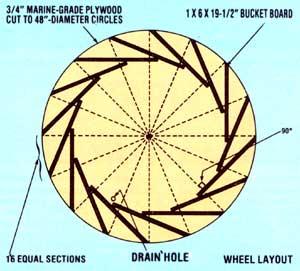 3/4" MARINE-GRADE PLYWOOD
CUT TO 48"-DIAMETER CIRCLES
1 X 6 X 19-1/2" BUCKET BOARD
90°
16 EQUAL SECTIONS
DRAIN HOLE
WHEEL LAYOUT